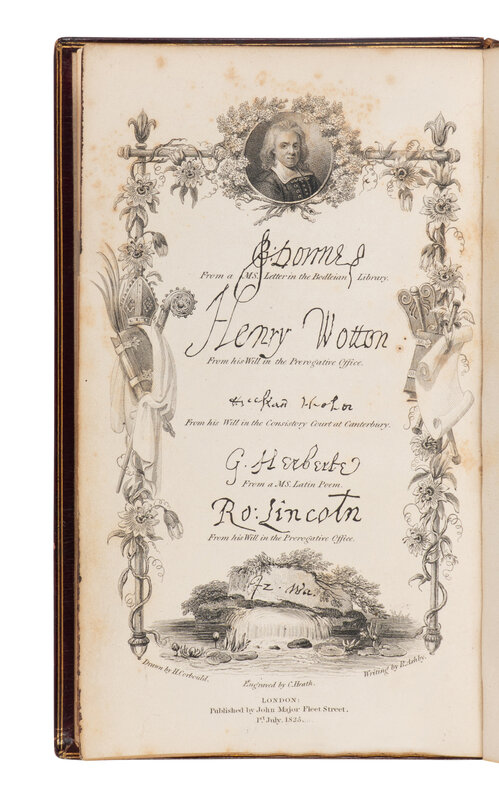 J Donne
From a MS. Letter in the Bodleian Library.
Henry Wotton
From his Will in the Prerogative Office.
From his Will in the Consistory Court at Canterbury.
G. Herberte
From a MS. Latin Poem.
Ro: Lincoln
From his Will in the Prerogative Office.
Iz. Wa.
Drawn by H. Corbould.
Engraved by C. Heath.
Writing by R. Ashby.
LONDON:
Published by John Major Fleet Street,
1st July, 1825.